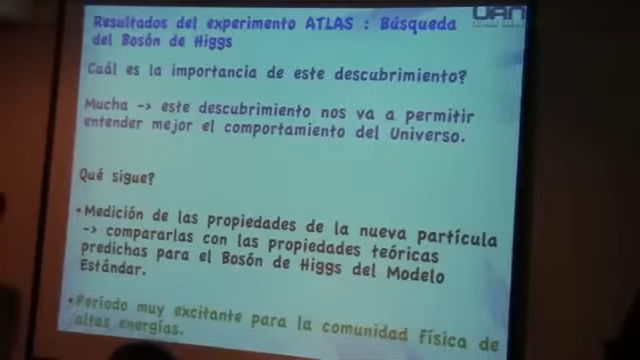 Resultados del experimento ATLAS : Búsqueda
del Bosón de Higgs
UAN
Cuál es la importancia de este descubrimiento?
Mucha -> este descubrimiento nos va a permitir
entender mejor el comportamiento del Universo.
Qué sigue?
•Medición de las propiedades de la nueva partícula
-> compararlas con las propiedades teóricas
predichas para el Bosón de Higgs del Modelo
Estándar.
•Período muy excitante para la comunidad Física de
altas energías.